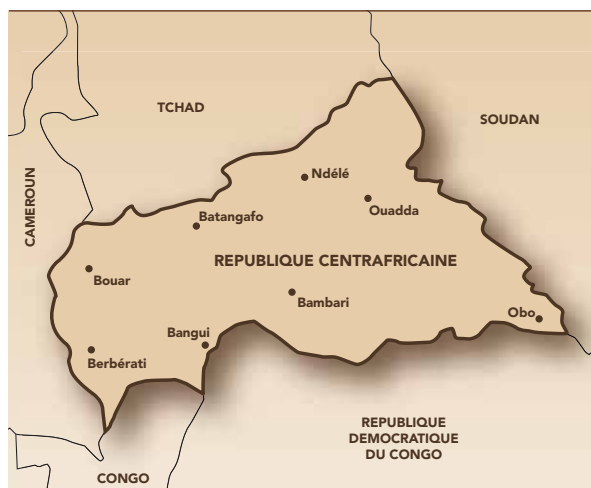 TCHAD
SOUDAN
CAMEROUN
Ndélé
Ouadda
Batangafo
REPUBLIQUE CENTRAFRICAINE
Bouar
Bambari
Obo
Bangui
Berbérati
REPUBLIQUE
DEMOCRATIQUE
DU CONGO
CONGO